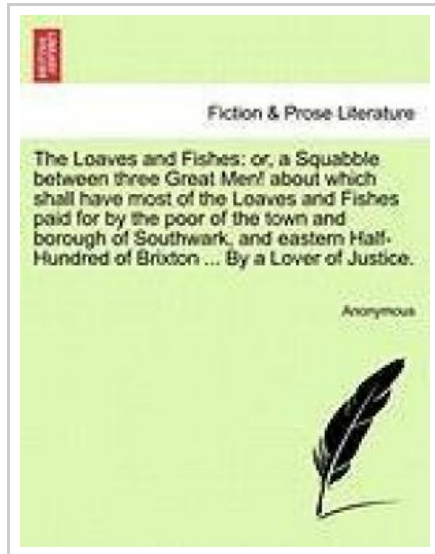 Fiction & Prose Literature
The Loaves and Fishes: or, a Squabble
between three Great Men! about which
shall have most of the Loaves and Fishes
paid for by the poor of the town and
borough of Southwark, and eastern Half-
Hundred of Brixton ... By a Lover of Justice.
Anonymous